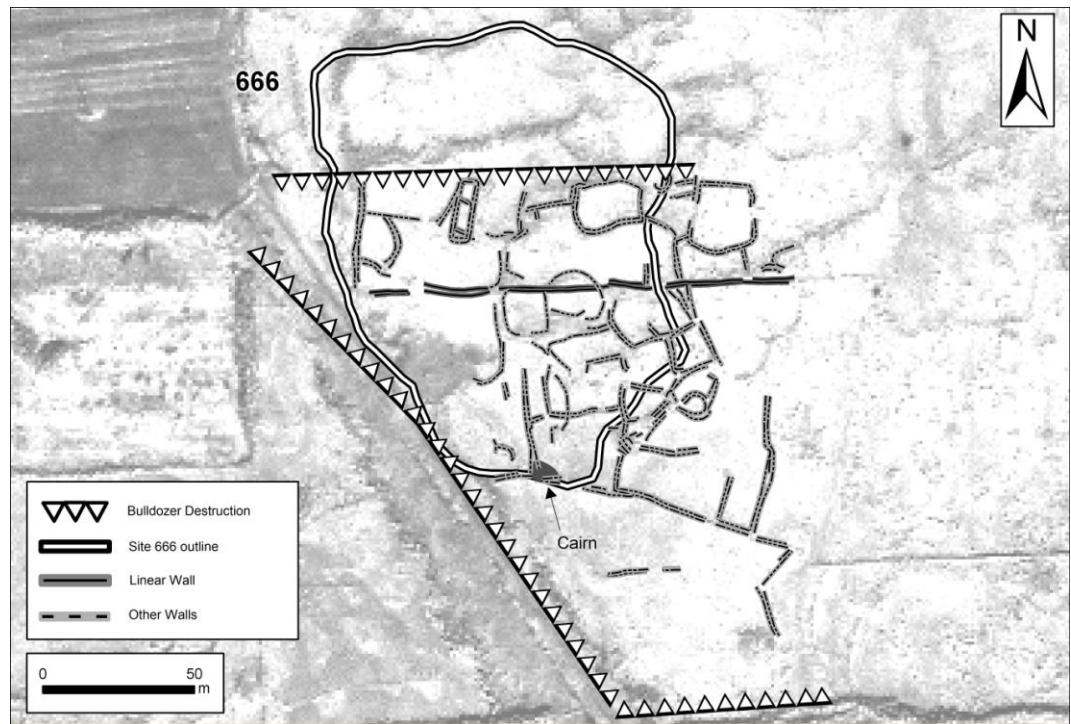 666
N
Cairn
Bulldozer Destruction
Site 666 outline
Linear Wall
Other Walls
0 50
m